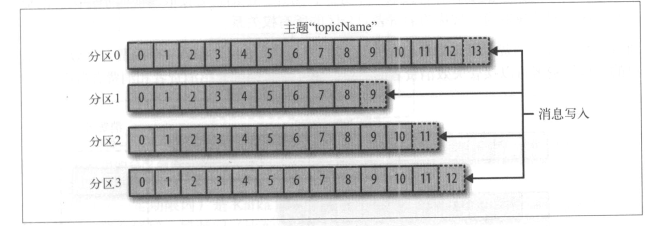 主题“topicName”
分区0 0 1 2 3 4 5 6 7 8 9 10 11 12 13
分区1 0 1 2 3 4 5 6 7 8 9
消息写入
分区2 0 1 2 3 4 5 6 7 8 9 10 11
分区3 0 1 2 3 4 5 6 7 8 9 10 11 12